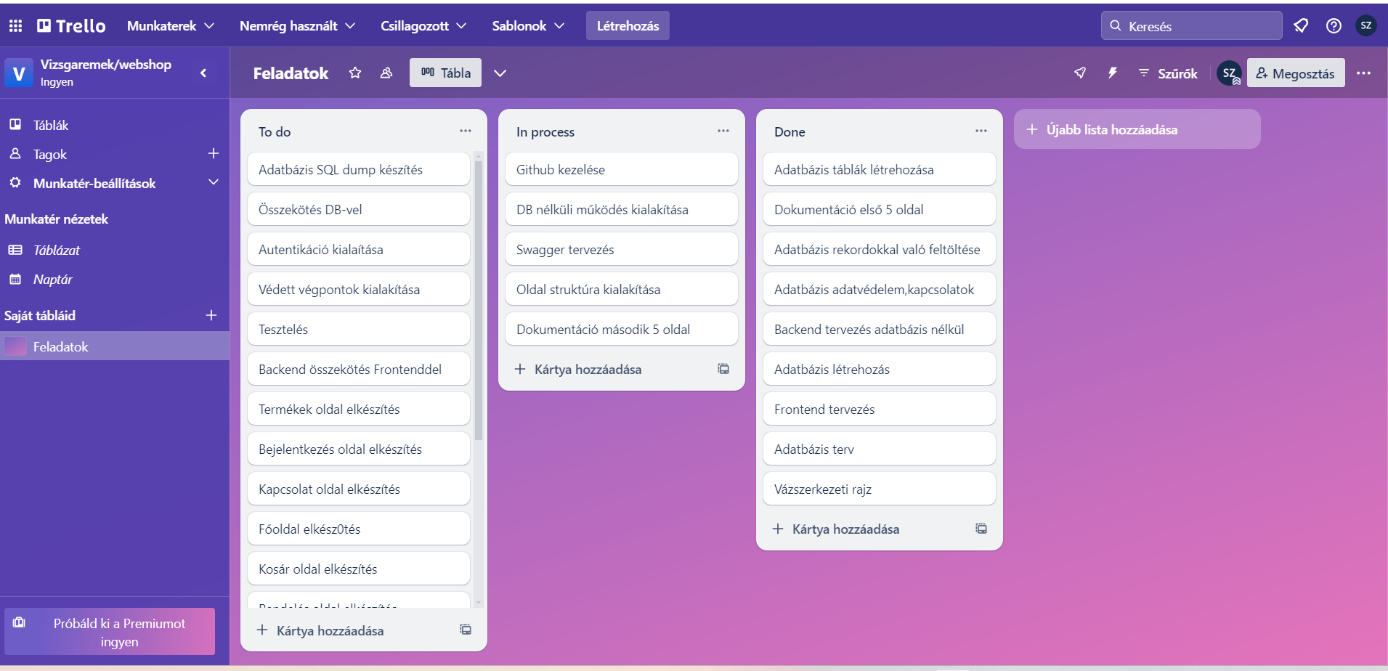 Trello
Munkaterek
Nemrég használt
Csillagozott
Sablonok
Létrehozás
Keresés
SZ
V
Vizsgaremek/webshop
Ingyen
Feladatok
Tábla
Szűrők
SZ
Megosztás
Táblák
Tagok
Munkatér-beállítások
Munkatér nézetek
Táblázat
Naptár
Saját tábláid
Feladatok
Próbáld ki a Premiumot
ingyen
To do
Adatbázis SQL dump készítés
Összekötés DB-vel
Autentikáció kialaítása
Védett végpontok kialakítása
Tesztelés
Backend összekötés Frontenddel
Termékek oldal elkészítés
Bejelentkezés oldal elkészítés
Kapcsolat oldal elkészítés
Főoldal elkész0tés
Kosár oldal elkészítés
Rendelés oldal elkészítés
Kártya hozzáadása
In process
Github kezelése
DB nélküli működés kialakítása
Swagger tervezés
Oldal struktúra kialakítása
Dokumentáció második 5 oldal
Kártya hozzáadása
Done
Adatbázis táblák létrehozása
Dokumentáció első 5 oldal
Adatbázis rekordokkal való feltöltése
Adatbázis adatvédelem,kapcsolatok
Backend tervezés adatbázis nélkül
Adatbázis létrehozás
Frontend tervezés
Adatbázis terv
Vázszerkezeti rajz
Kártya hozzáadása
Újabb lista hozzáadása